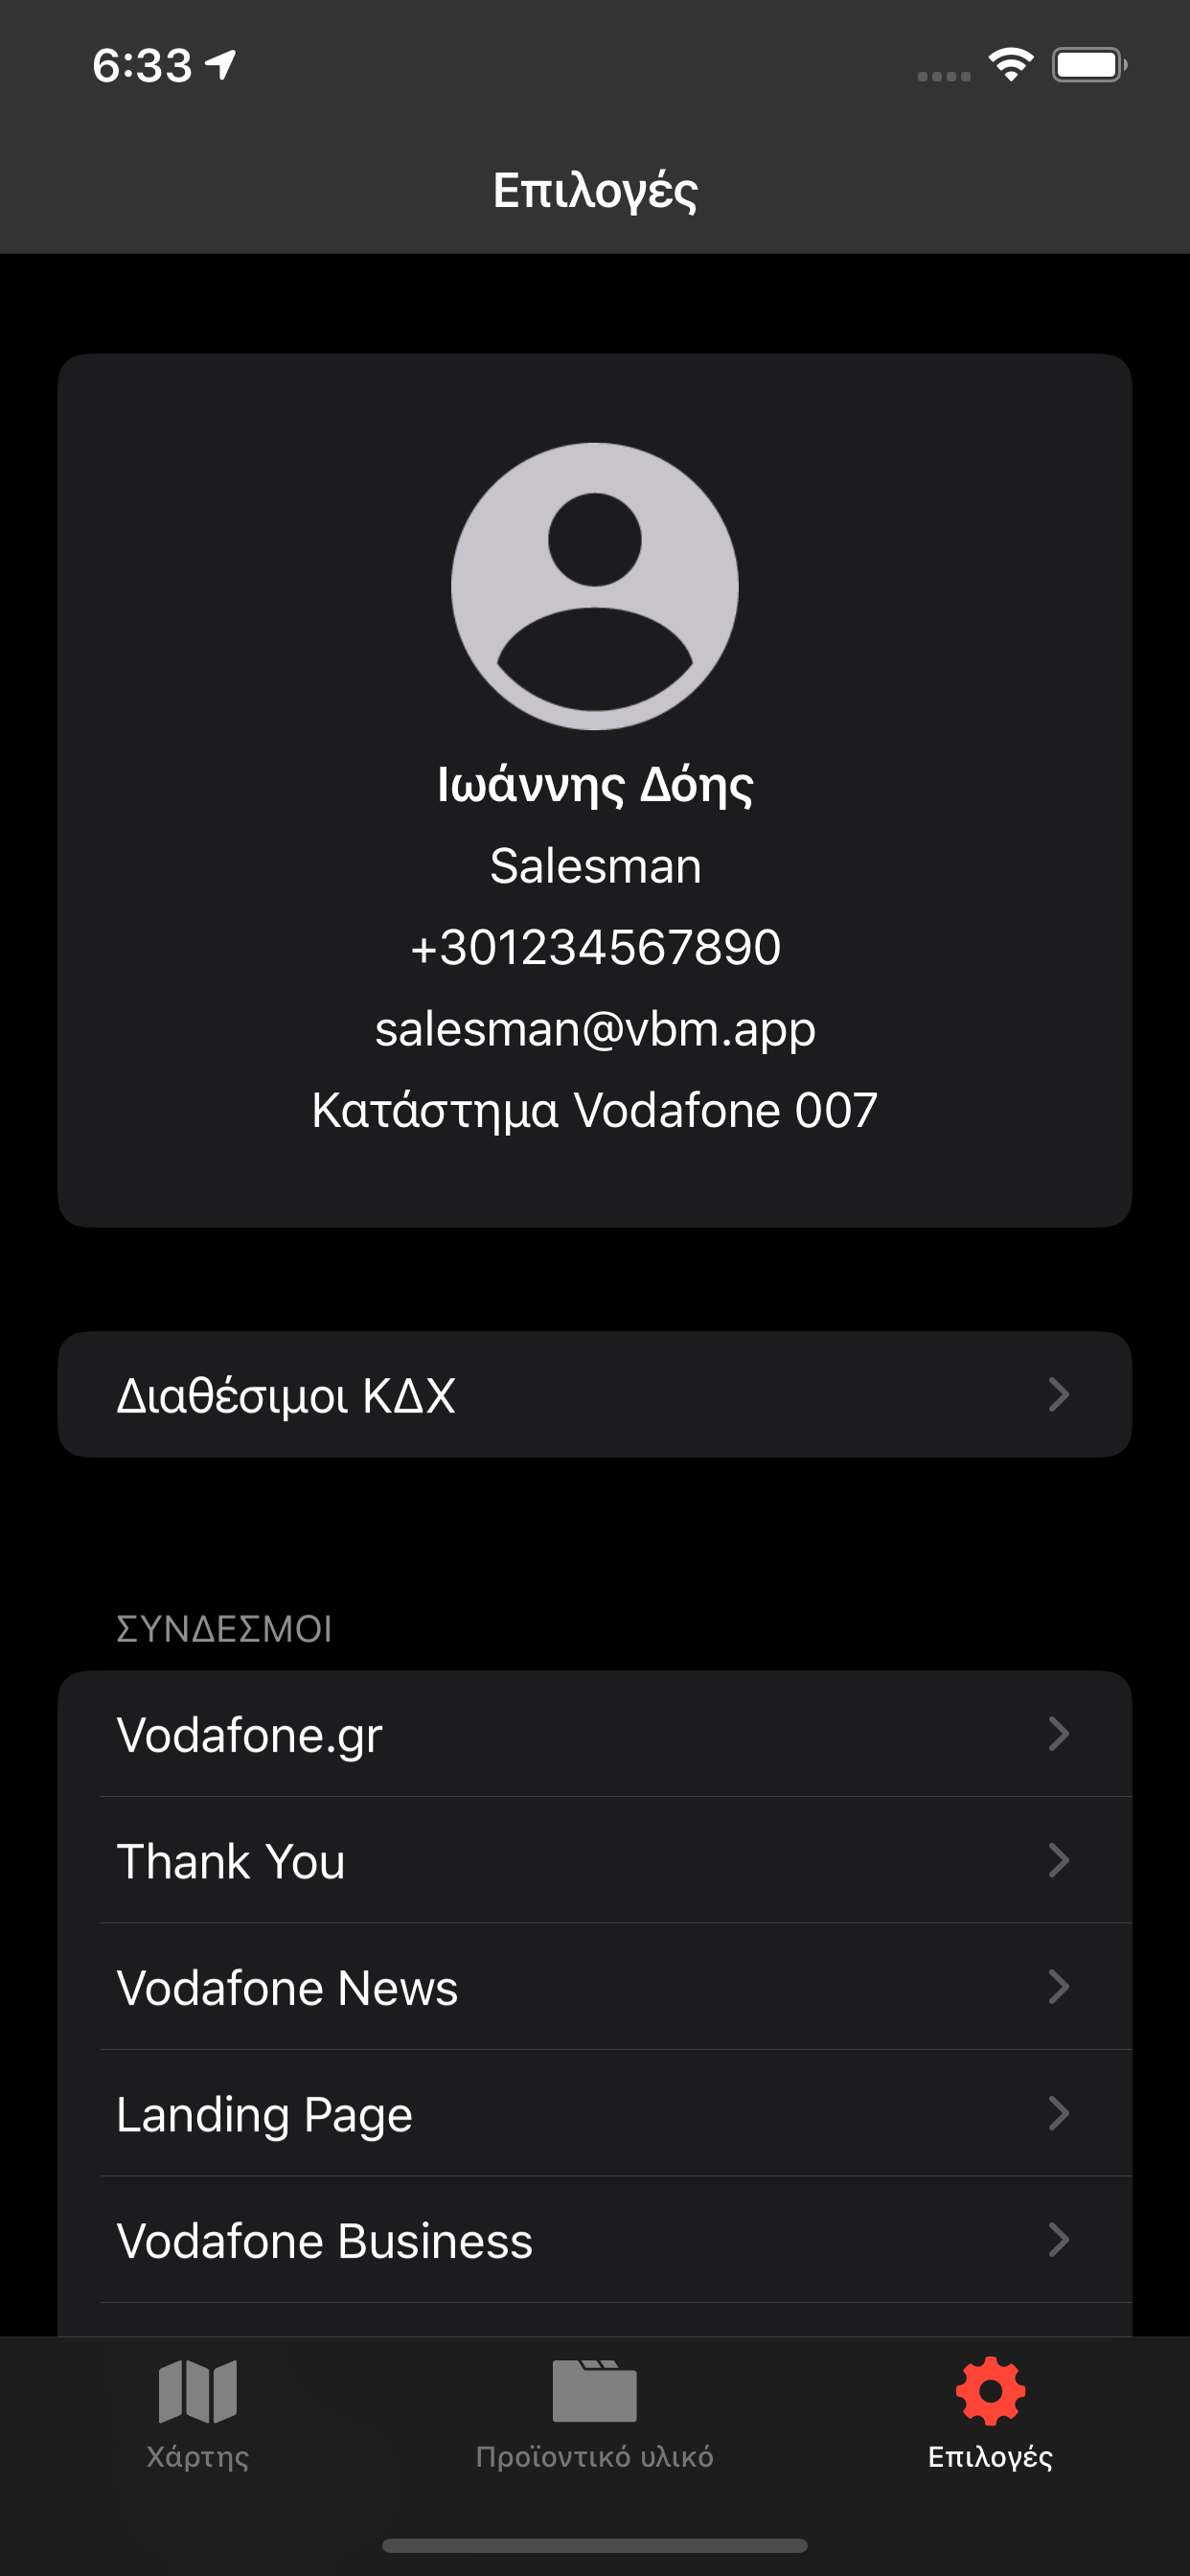 6:33
Επιλογές
Ιωάννης Δόης
Salesman
+301234567890
salesman@vbm.app
Κατάστημα Vodafone 007
Διαθέσιμοι ΚΔΧ
ΣΥΝΔΕΣΜΟΙ
Vodafone.gr
Thank You
Vodafone News
Landing Page
Vodafone Business
Χάρτης
Προϊοντικό υλικό
Επιλογές